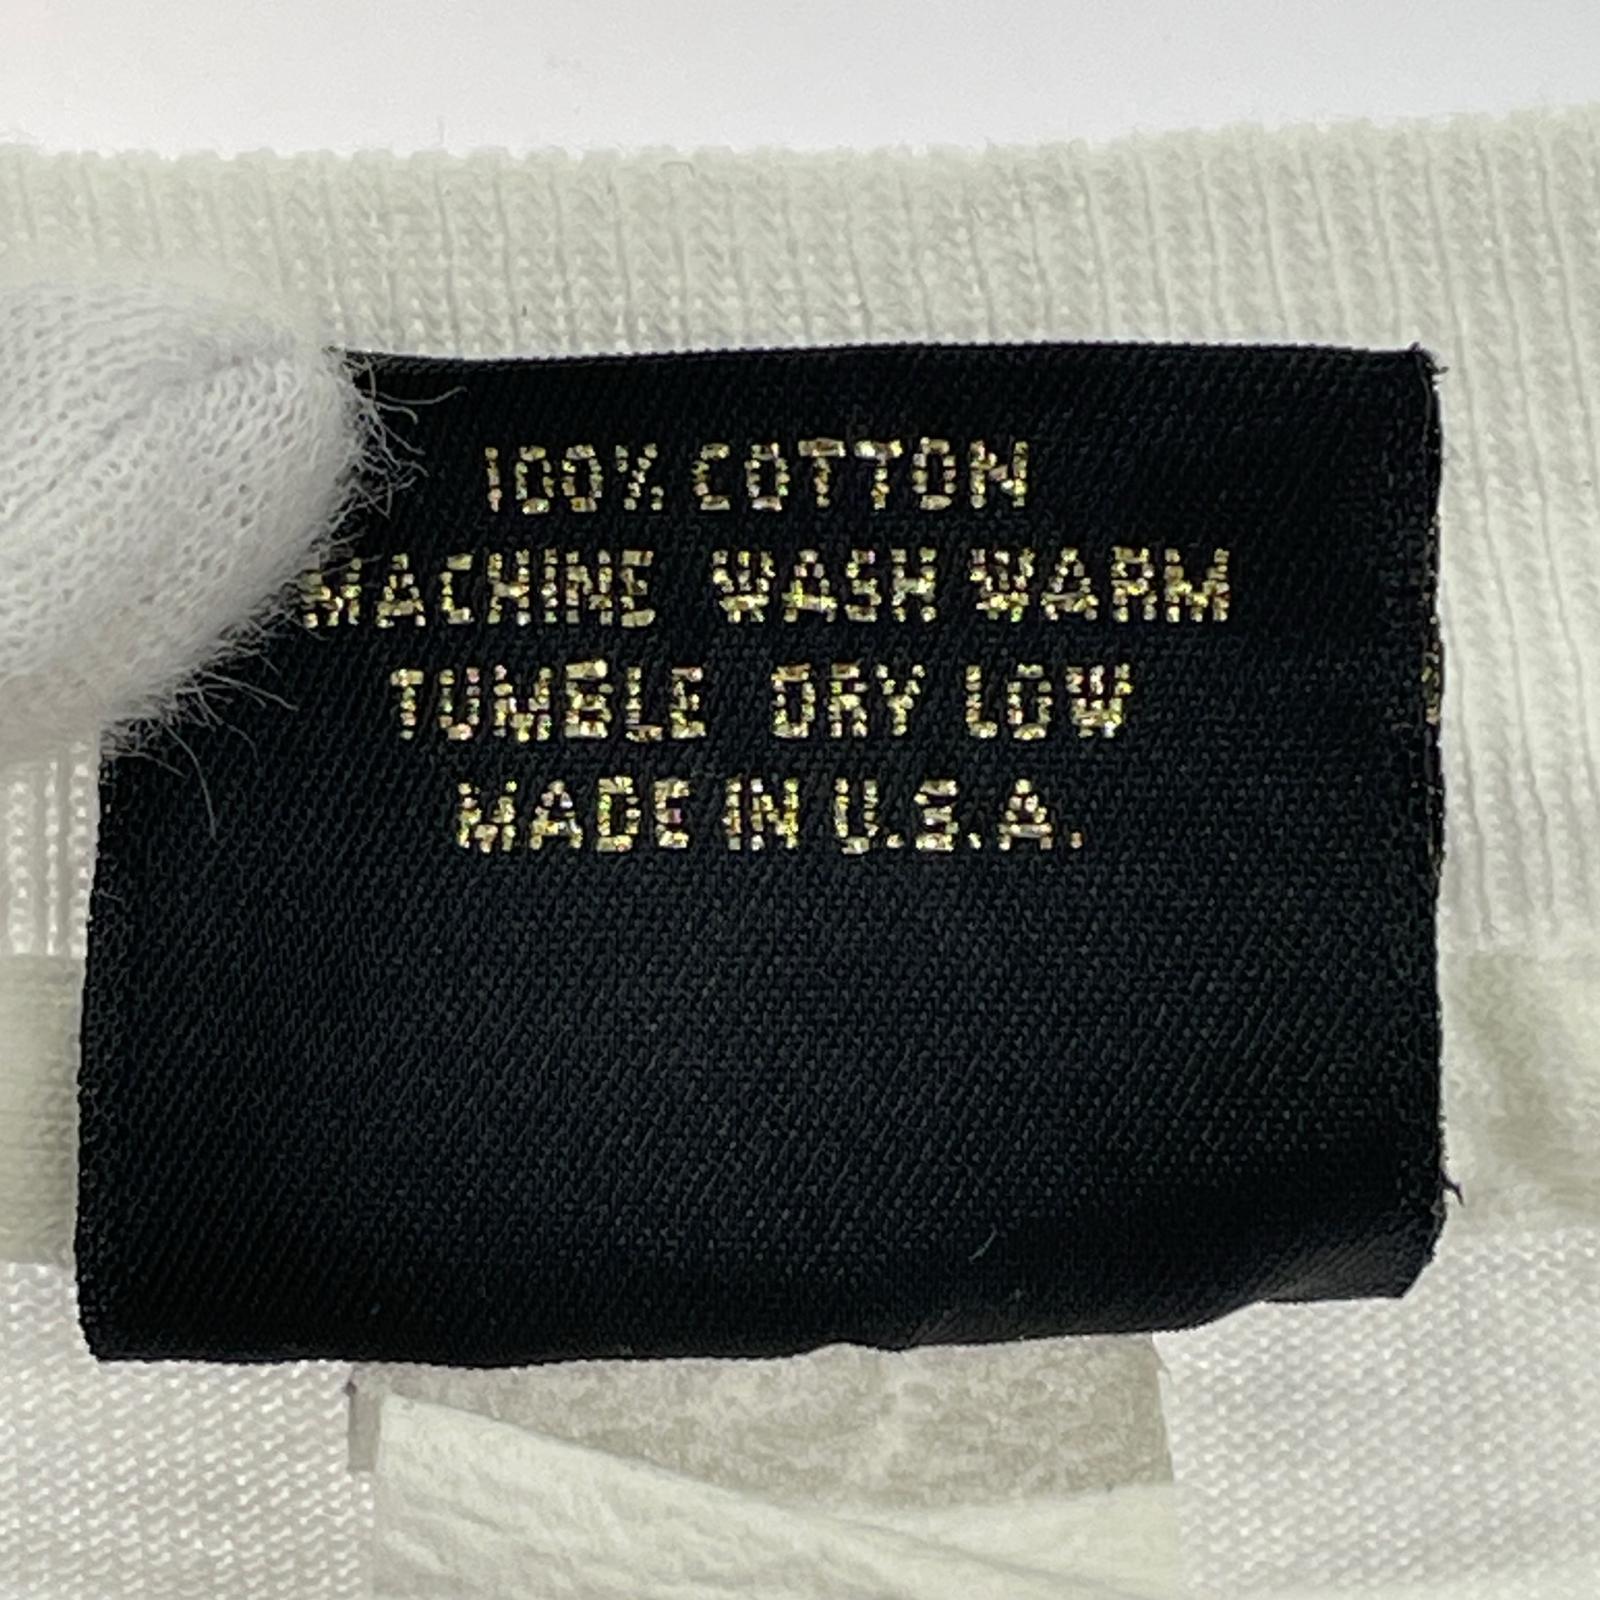 100% COTTON
MACHINE WASH WARM
TUMBLE DRY LOW
MADE IN U.S.A.